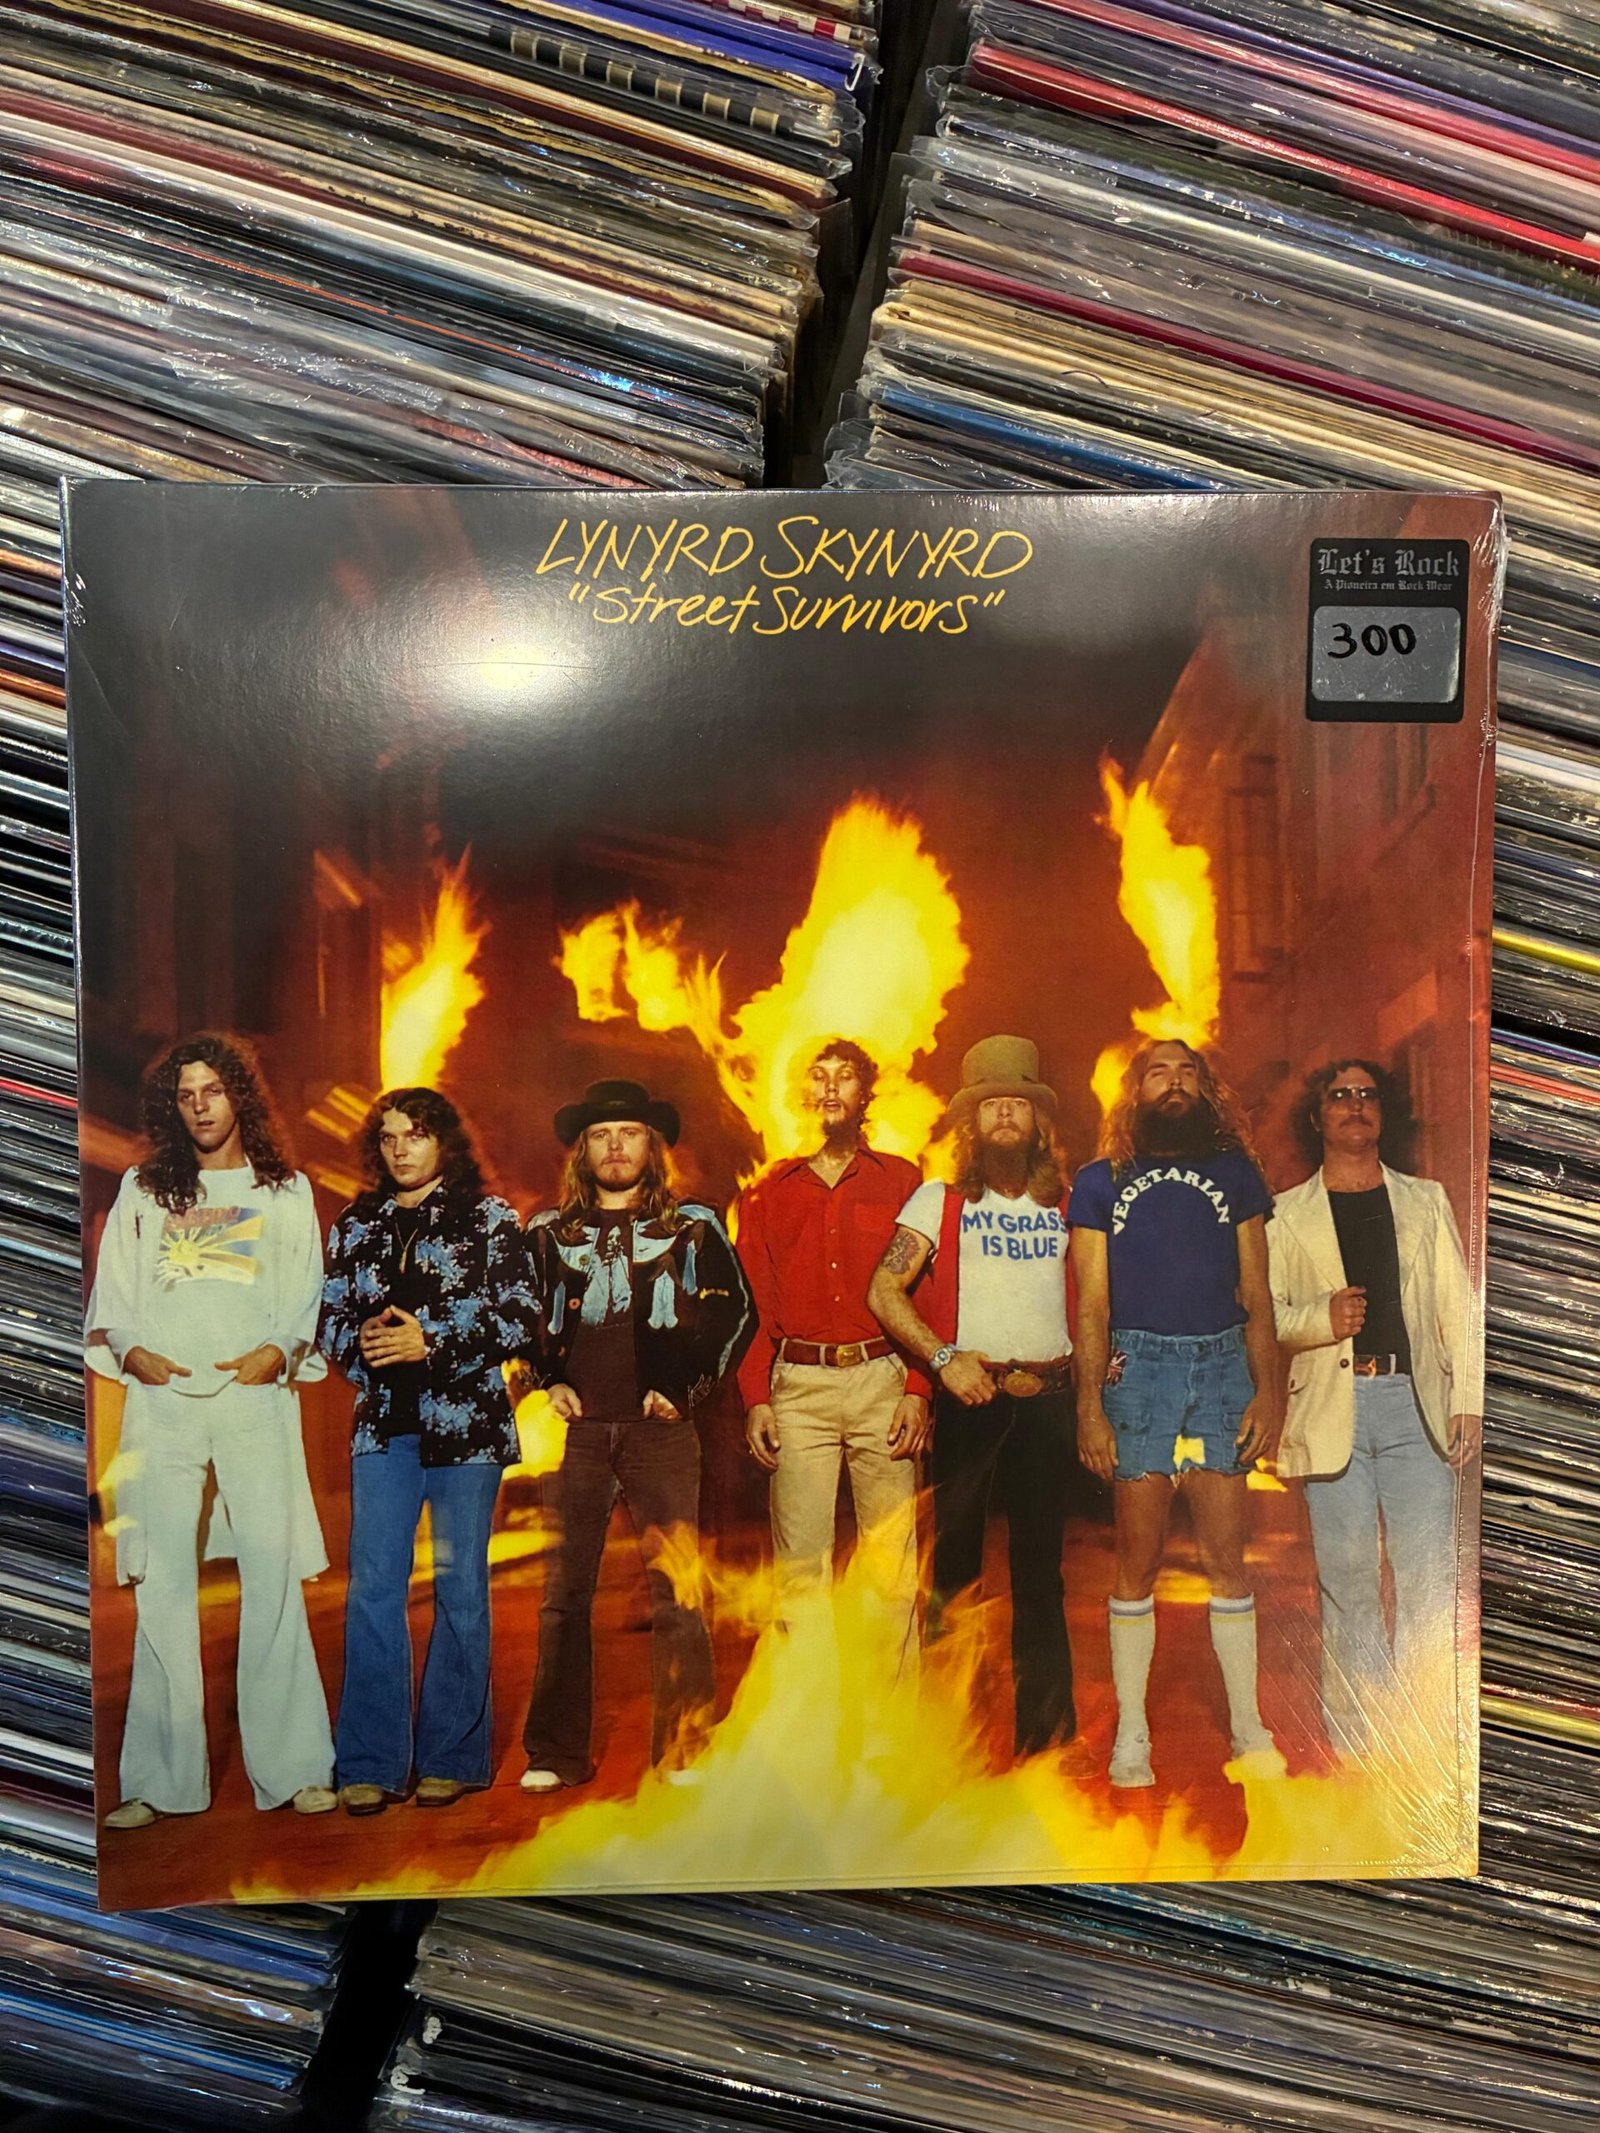 LYNYRD SKYNYRD
"Street Survivors"
Let's Rock
A Pioneira em Rock Wear
300
MY GRASS
IS BLUE
VEGETARIAN